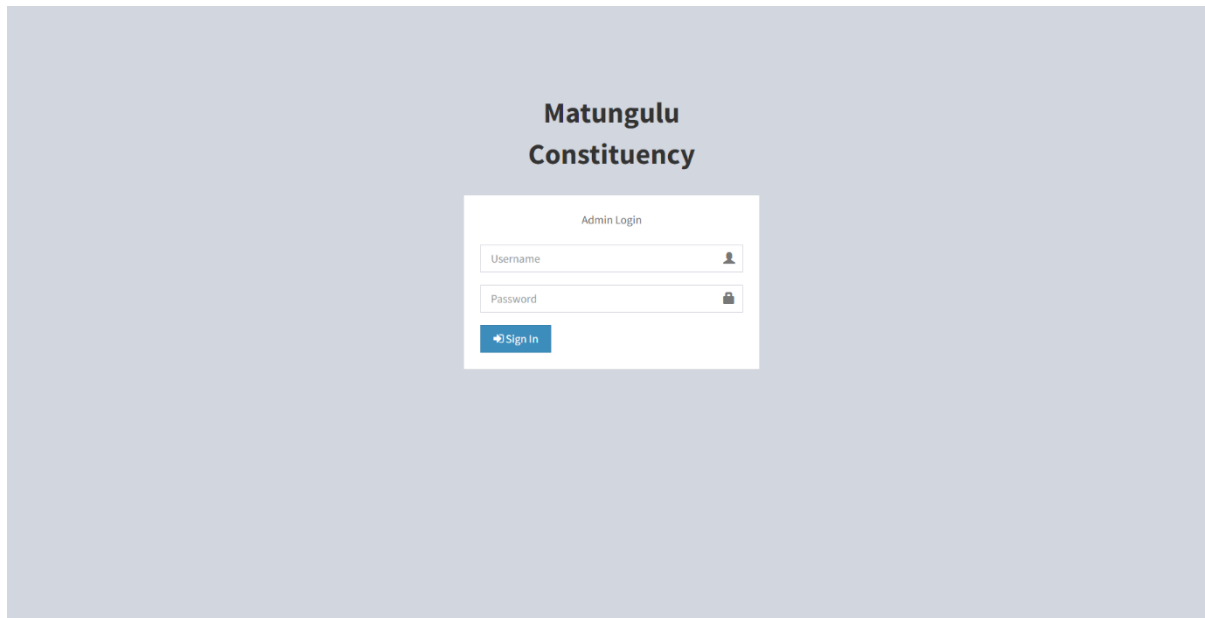 Matungulu
Constituency
Admin Login
Username
Password
Sign In